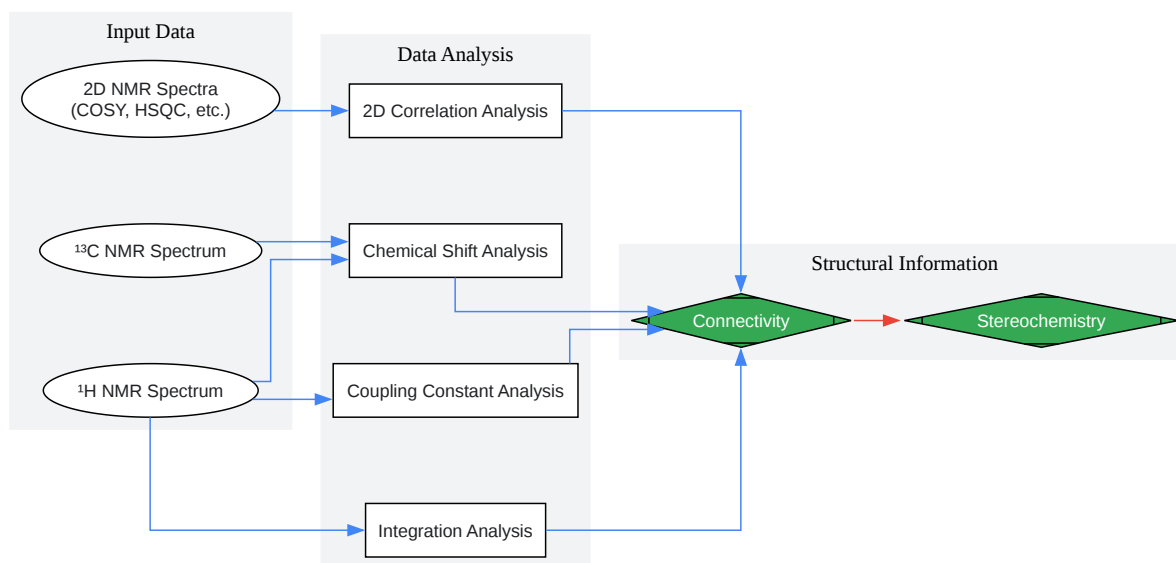 Input Data
2D NMR Spectra
(COSY, HSQC, etc.)
¹³C NMR Spectrum
¹H NMR Spectrum
Data Analysis
2D Correlation Analysis
Chemical Shift Analysis
Coupling Constant Analysis
Integration Analysis
Structural Information
Connectivity
Stereochemistry